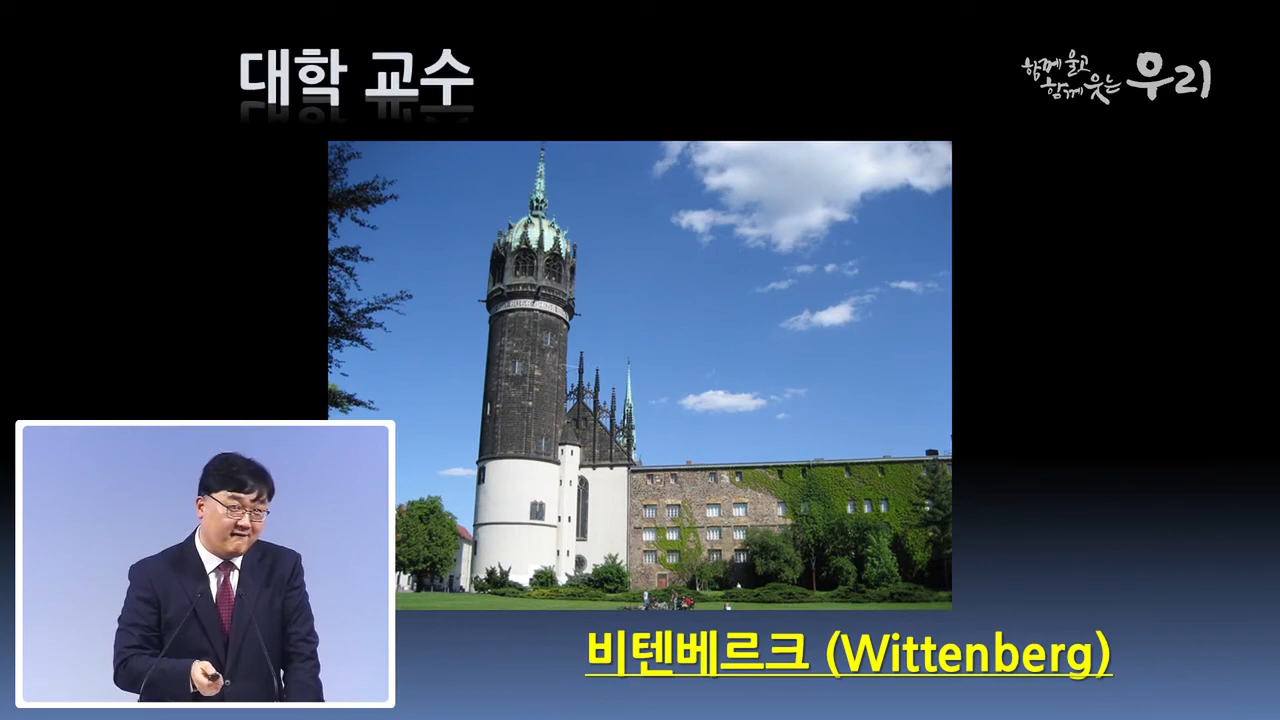 대학 교수
함께 울고
함께 웃는 우리
비텐베르크 (Wittenberg)